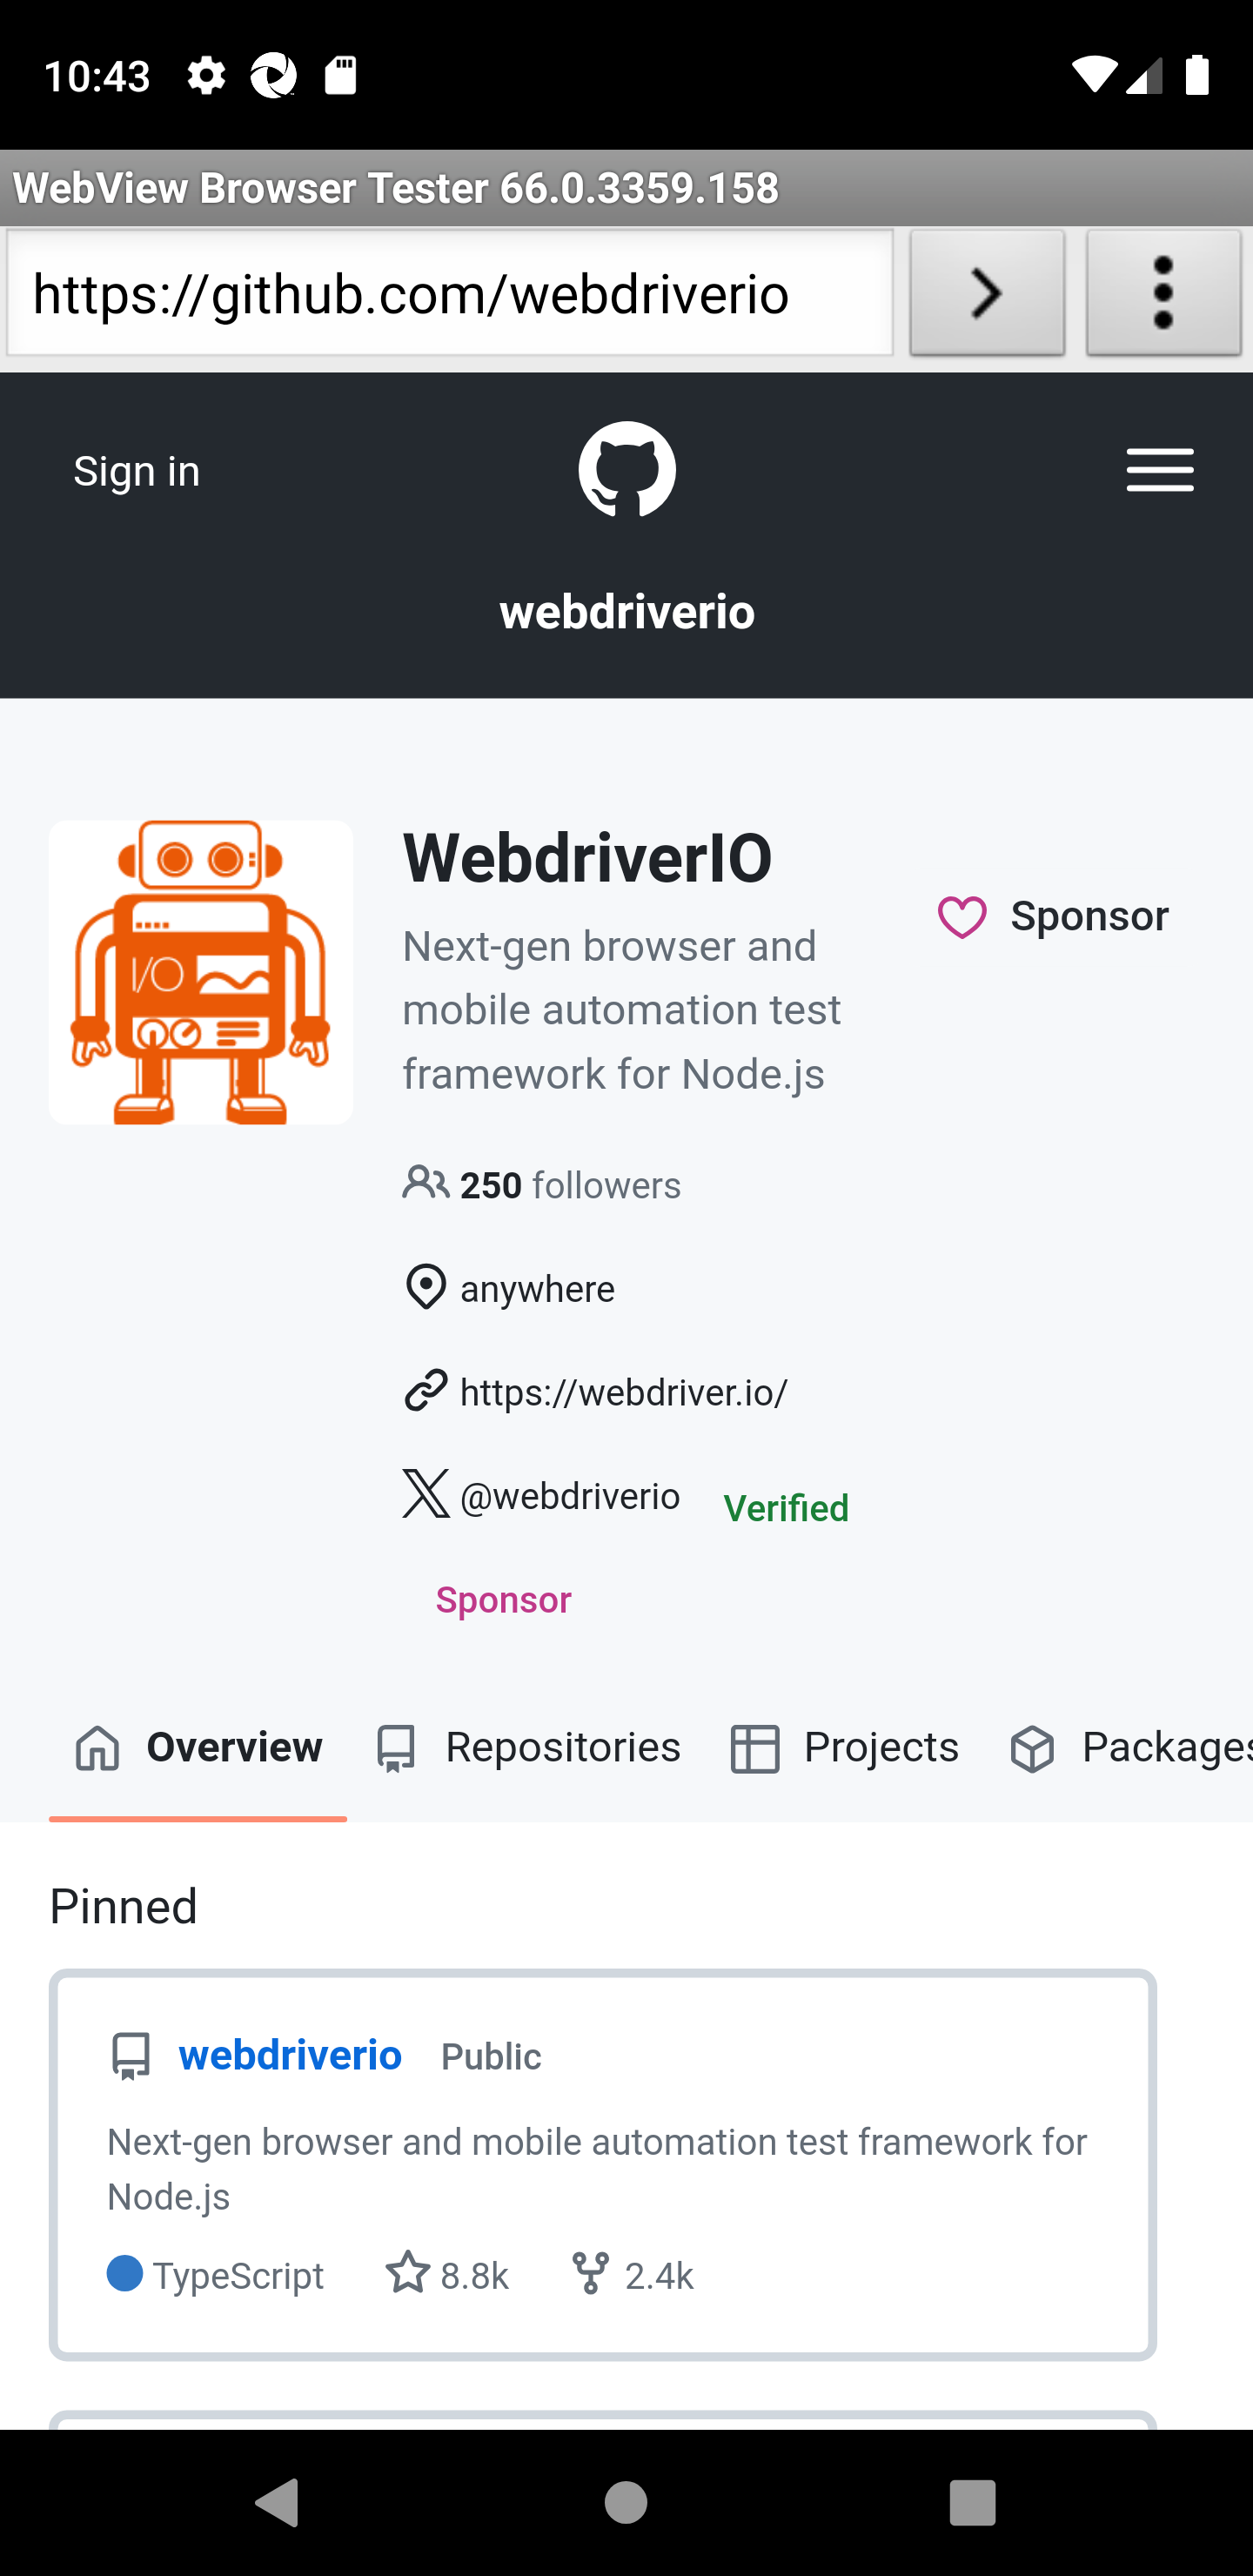 10:43
WebView Browser Tester 66.0.3359.158
https://github.com/webdriverio
Sign in
webdriverio
WebdriverIO
Sponsor
Next-gen browser and
mobile automation test
framework for Node.js
I/O
250 followers
anywhere
https://webdriver.io/
@webdriverio Verified
Sponsor
Overview Repositories Projects Packages
Pinned
webdriverio Public
Next-gen browser and mobile automation test framework for
Node.js
TypeScript 8.8k 2.4k